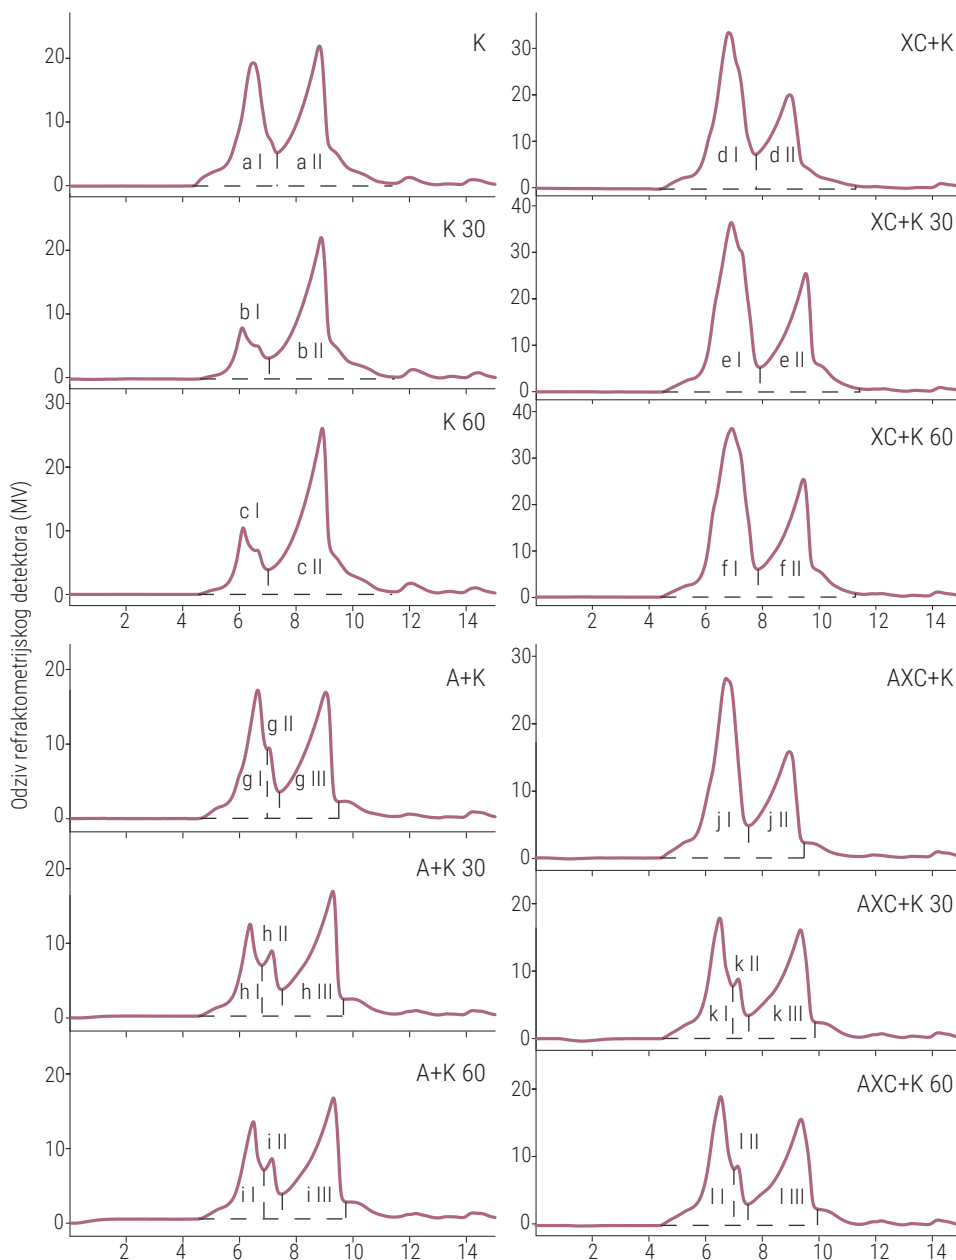 Odziv refraktometrijskog detektora (MV)
K
20
10
0
a I
a II
K 30
20
10
0
b I
b II
K 60
30
20
10
0
c I
c II
2 4 6 8 10 12 14
XC+K
30
20
10
0
d I
d II
XC+K 30
40
30
20
10
0
e I
e II
XC+K 60
40
30
20
10
0
f I
f II
2 4 6 8 10 12 14
A+K
20
10
0
g I
g II
g III
A+K 30
20
10
0
h I
h II
h III
A+K 60
20
10
0
i I
i II
i III
2 4 6 8 10 12 14
AXC+K
30
20
10
0
j I
j II
AXC+K 30
20
10
0
k I
k II
k III
AXC+K 60
20
10
0
l I
l II
l III
2 4 6 8 10 12 14